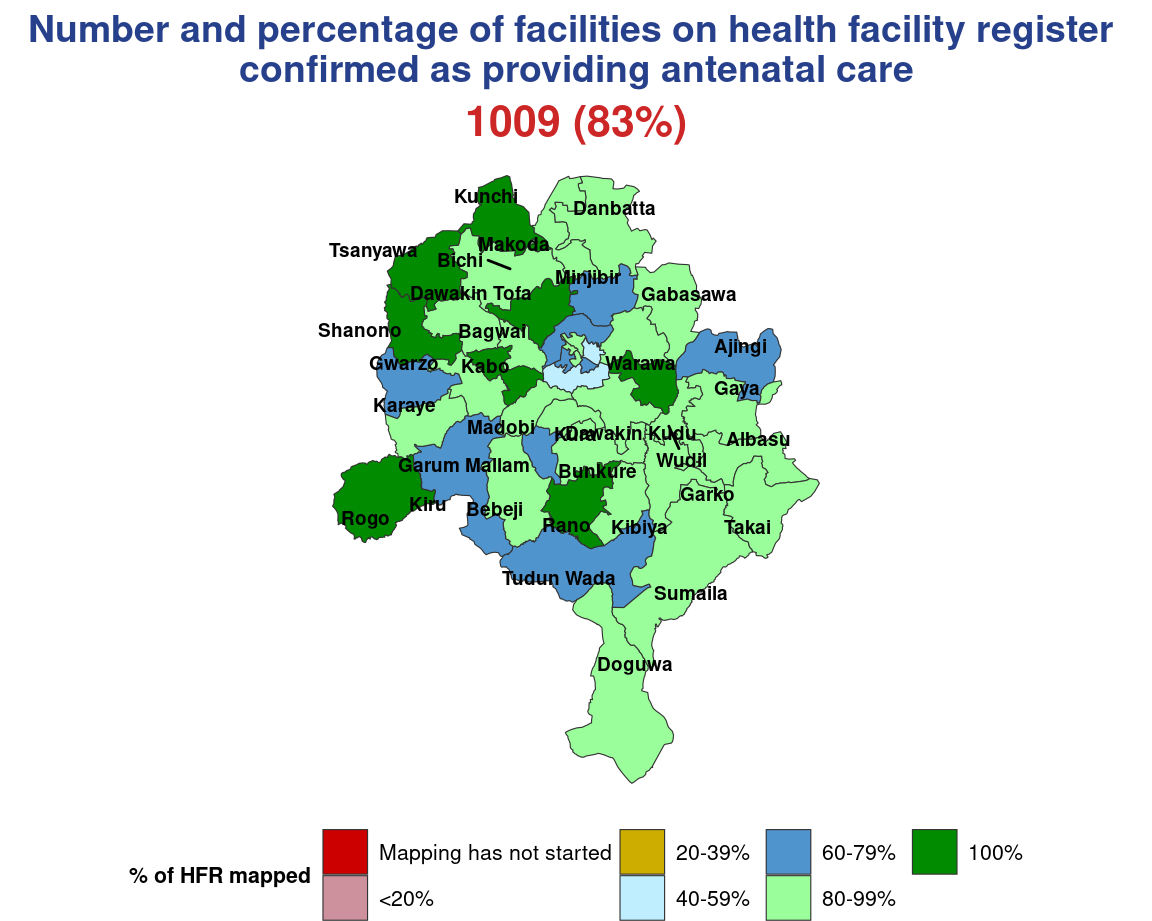 Number and percentage of facilities on health facility register
confirmed as providing antenatal care
1009 (83%)
Kunchi
Danbatta
Makoda
Tsanyawa
Bichi
Minjibir
Dawakin Tofa
Gabasawa
Shanono
Bagwai
Ajingi
Gwarzo
Kabo
Warawa
Gaya
Karaye
Madobi
Kura
Dawakin Kudu
Albasu
Wudil
Garum Mallam
Bunkure
Garko
Kiru
Bebeji
Rogo
Rano
Kibiya
Takai
Tudun Wada
Sumaila
Doguwa
% of HFR mapped
Mapping has not started
<20%
20-39%
40-59%
60-79%
80-99%
100%